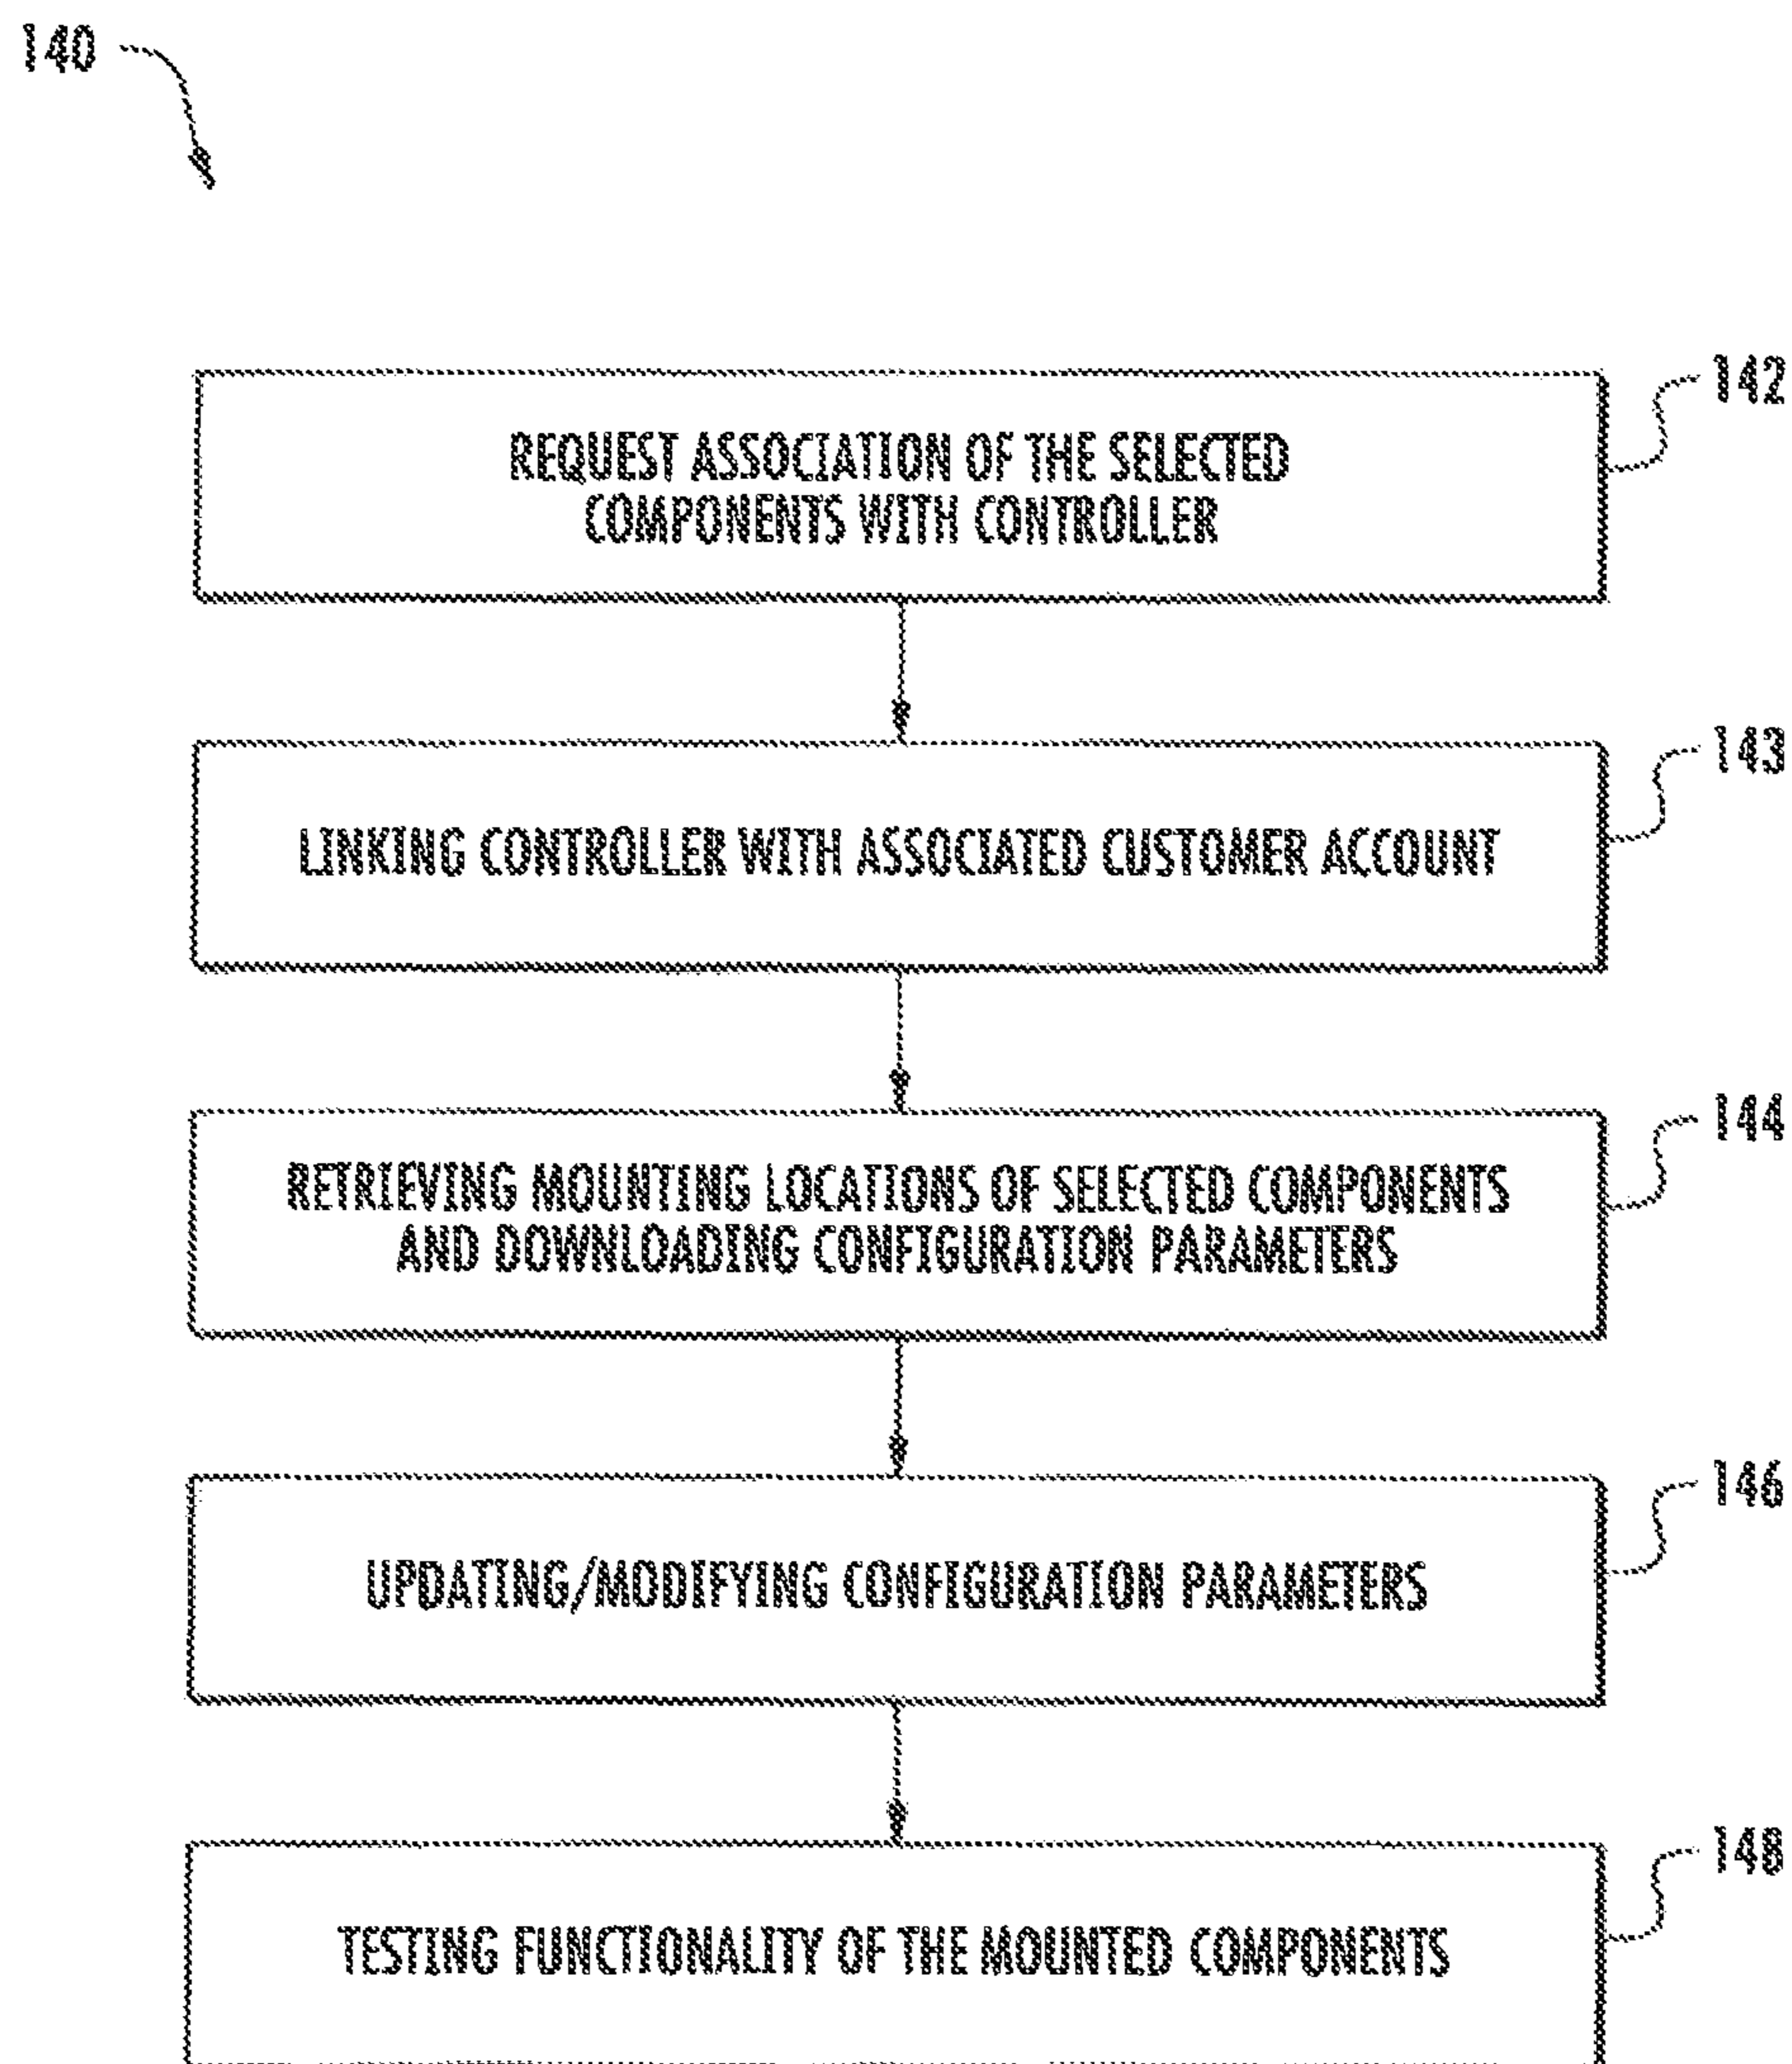 140
142
REQUEST ASSOCIATION OF THE SELECTED
COMPONENTS WITH CONTROLLER
143
LINKING CONTROLLER WITH ASSOCIATED CUSTOMER ACCOUNT
144
RETRIEVING MOUNTING LOCATIONS OF SELECTED COMPONENTS
AND DOWNLOADING CONFIGURATION PARAMETERS
146
UPDATING/MODIFYING CONFIGURATION PARAMETERS
148
TESTING FUNCTIONALITY OF THE MOUNTED COMPONENTS